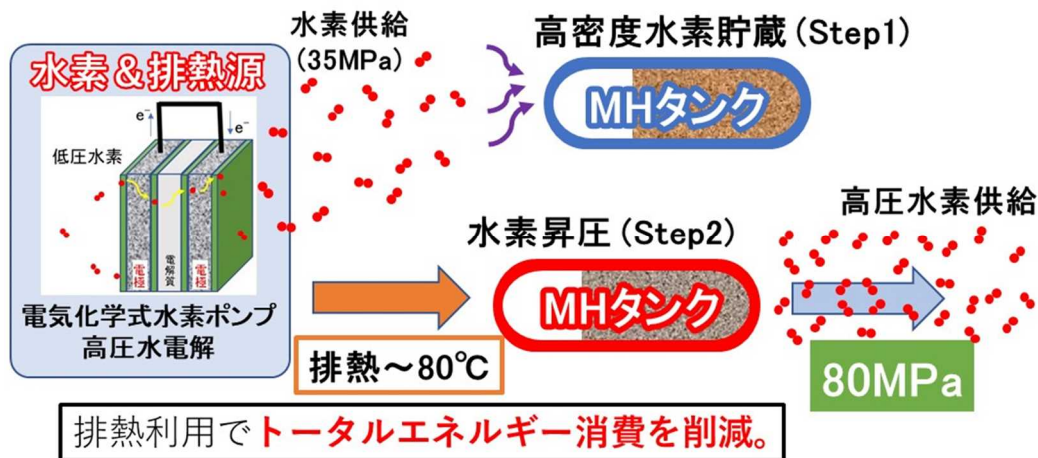 水素&排熱源
e⁻
e⁻
低圧水素
電極
電解質
電極
電気化学式水素ポンプ
高圧水電解
水素供給
(35MPa)
高密度水素貯蔵(Step1)
MHタンク
水素昇圧(Step2)
MHタンク
排熱~80℃
高圧水素供給
80MPa
排熱利用でトータルエネルギー消費を削減。